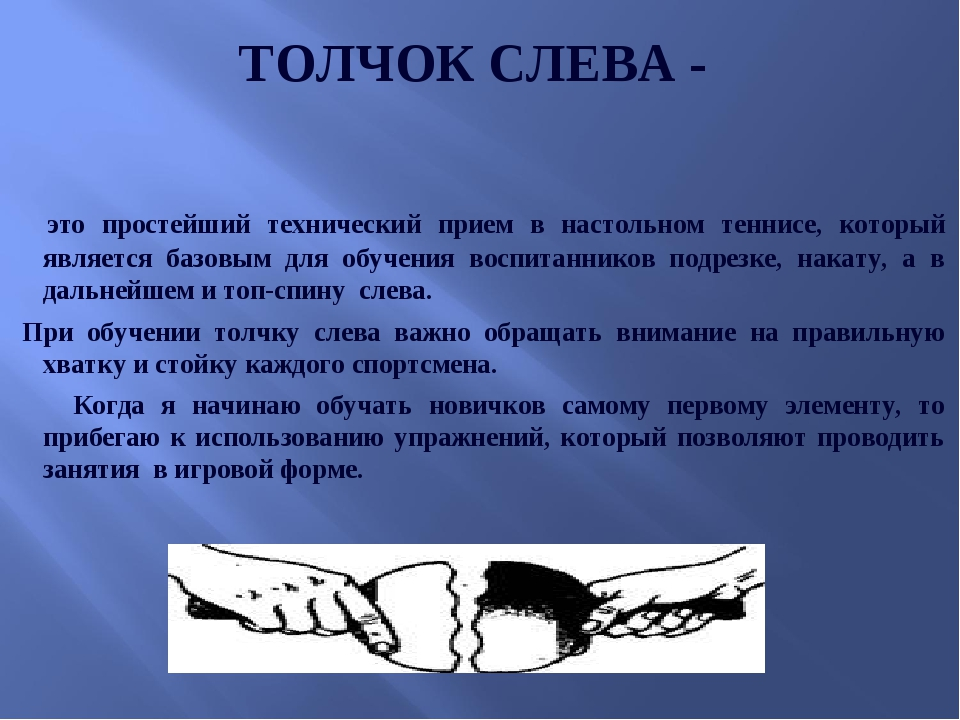 ТОЛЧОК СЛЕВА -
это простейший технический прием в настольном теннисе, который
является базовым для обучения воспитанников подрезке, накату, а в
дальнейшем и топ-спину слева.
При обучении толчку слева важно обращать внимание на правильную
хватку и стойку каждого спортсмена.
Когда я начинаю обучать новичков самому первому элементу, то
прибегаю к использованию упражнений, который позволяют проводить
занятия в игровой форме.